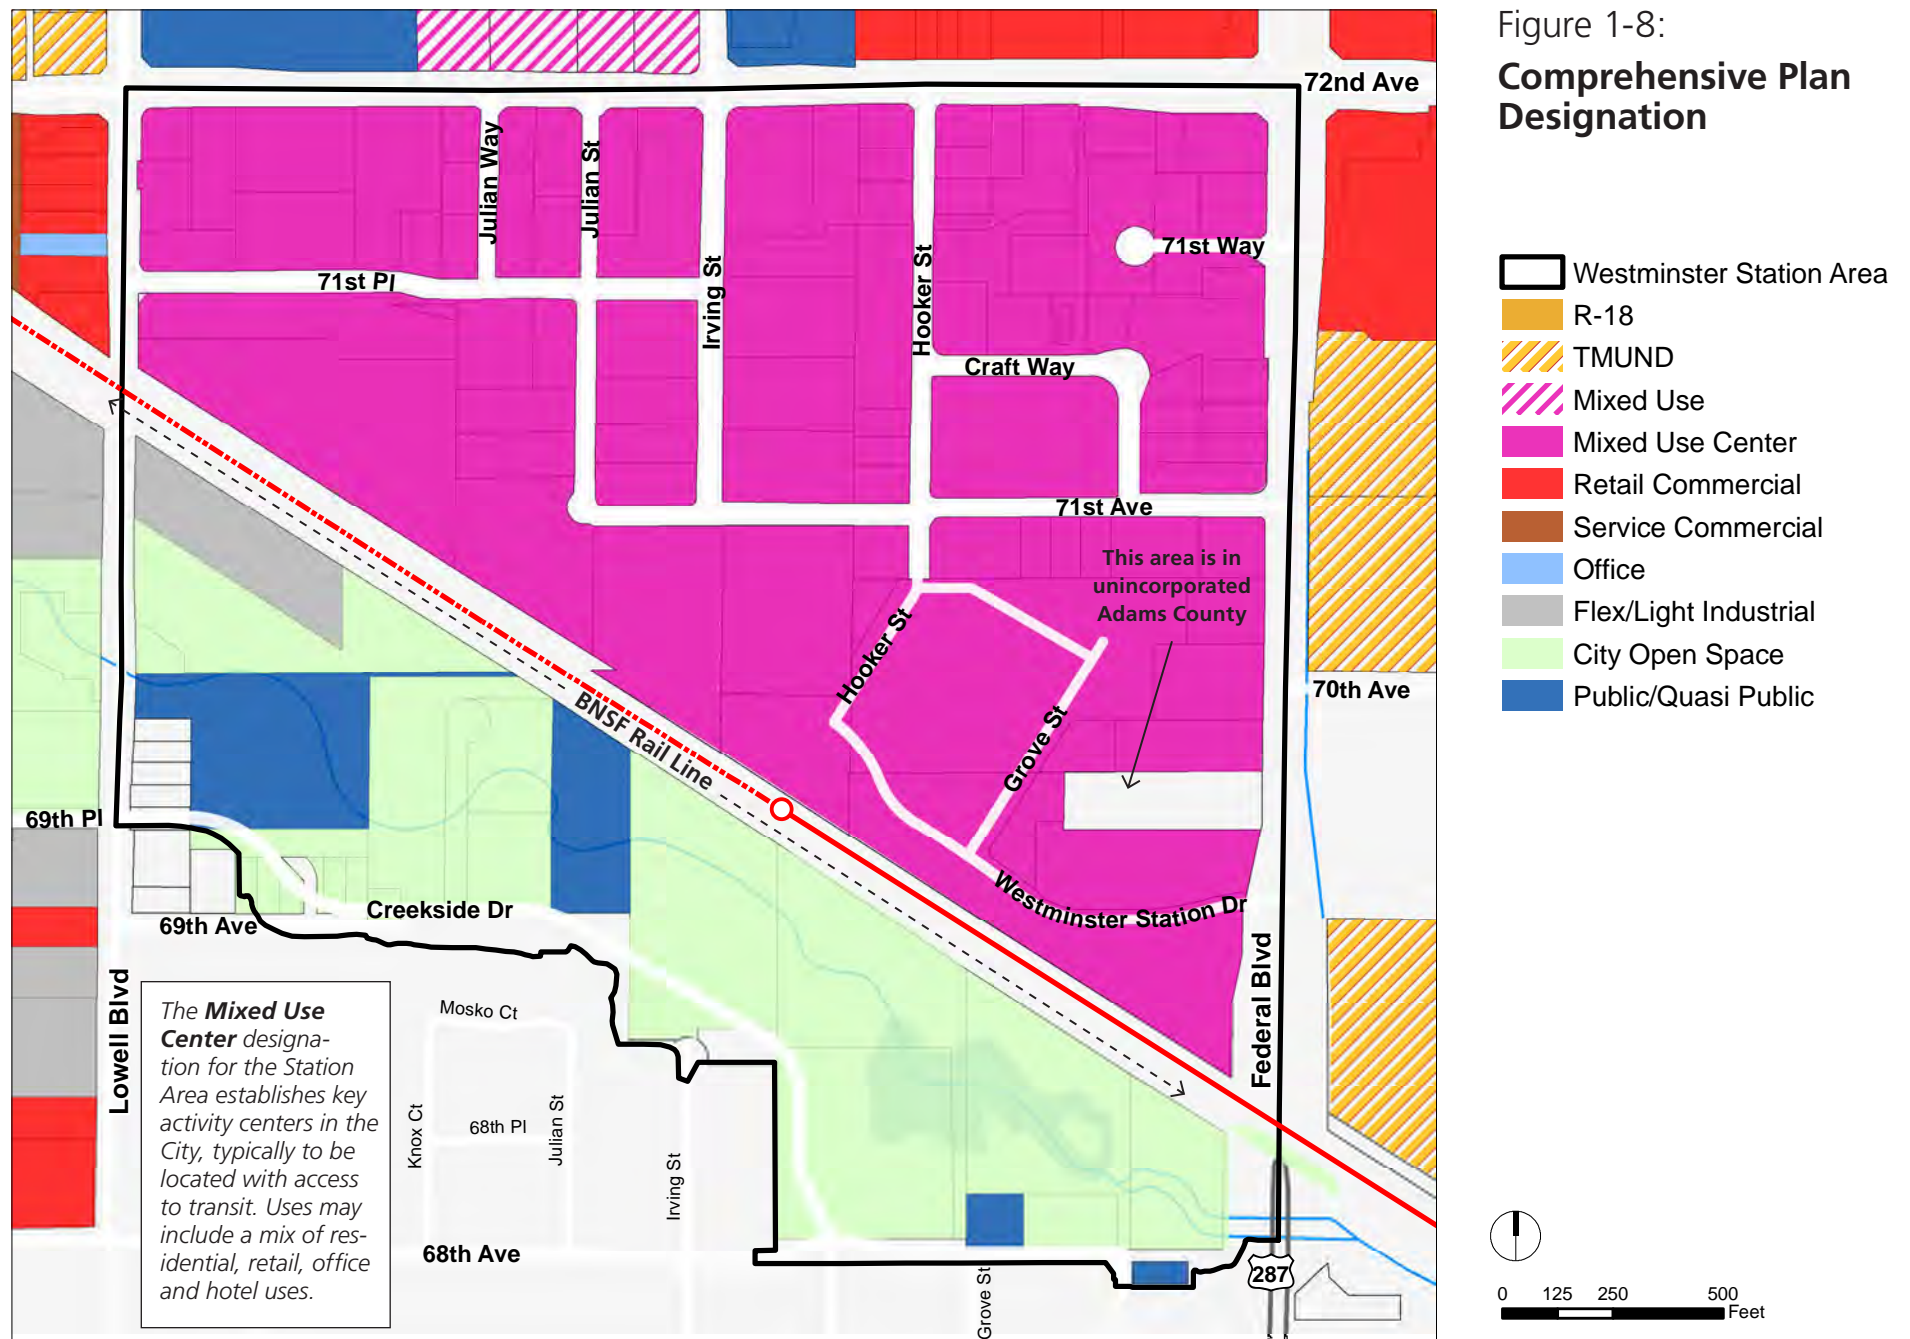 Figure 1-8:
Comprehensive Plan
Designation
72nd Ave
Julian Way
Julian St
71st Way
Hooker St
Irving St
71st Pl
Craft Way
71st Ave
This area is in
unincorporated
Adams County
Hooker St
Grove St
70th Ave
BNSF Rail Line
69th Pl
Westminster Station Dr
Creekside Dr
69th Ave
Lowell Blvd
Federal Blvd
Mosko Ct
Knox Ct
68th Pl
Julian St
Irving St
68th Ave
Grove St
287
The Mixed Use
Center designa-
tion for the Station
Area establishes key
activity centers in the
City, typically to be
located with access
to transit. Uses may
include a mix of res-
idential, retail, office
and hotel uses.
Westminster Station Area
R-18
TMUND
Mixed Use
Mixed Use Center
Retail Commercial
Service Commercial
Office
Flex/Light Industrial
City Open Space
Public/Quasi Public
0 125 250 500
Feet